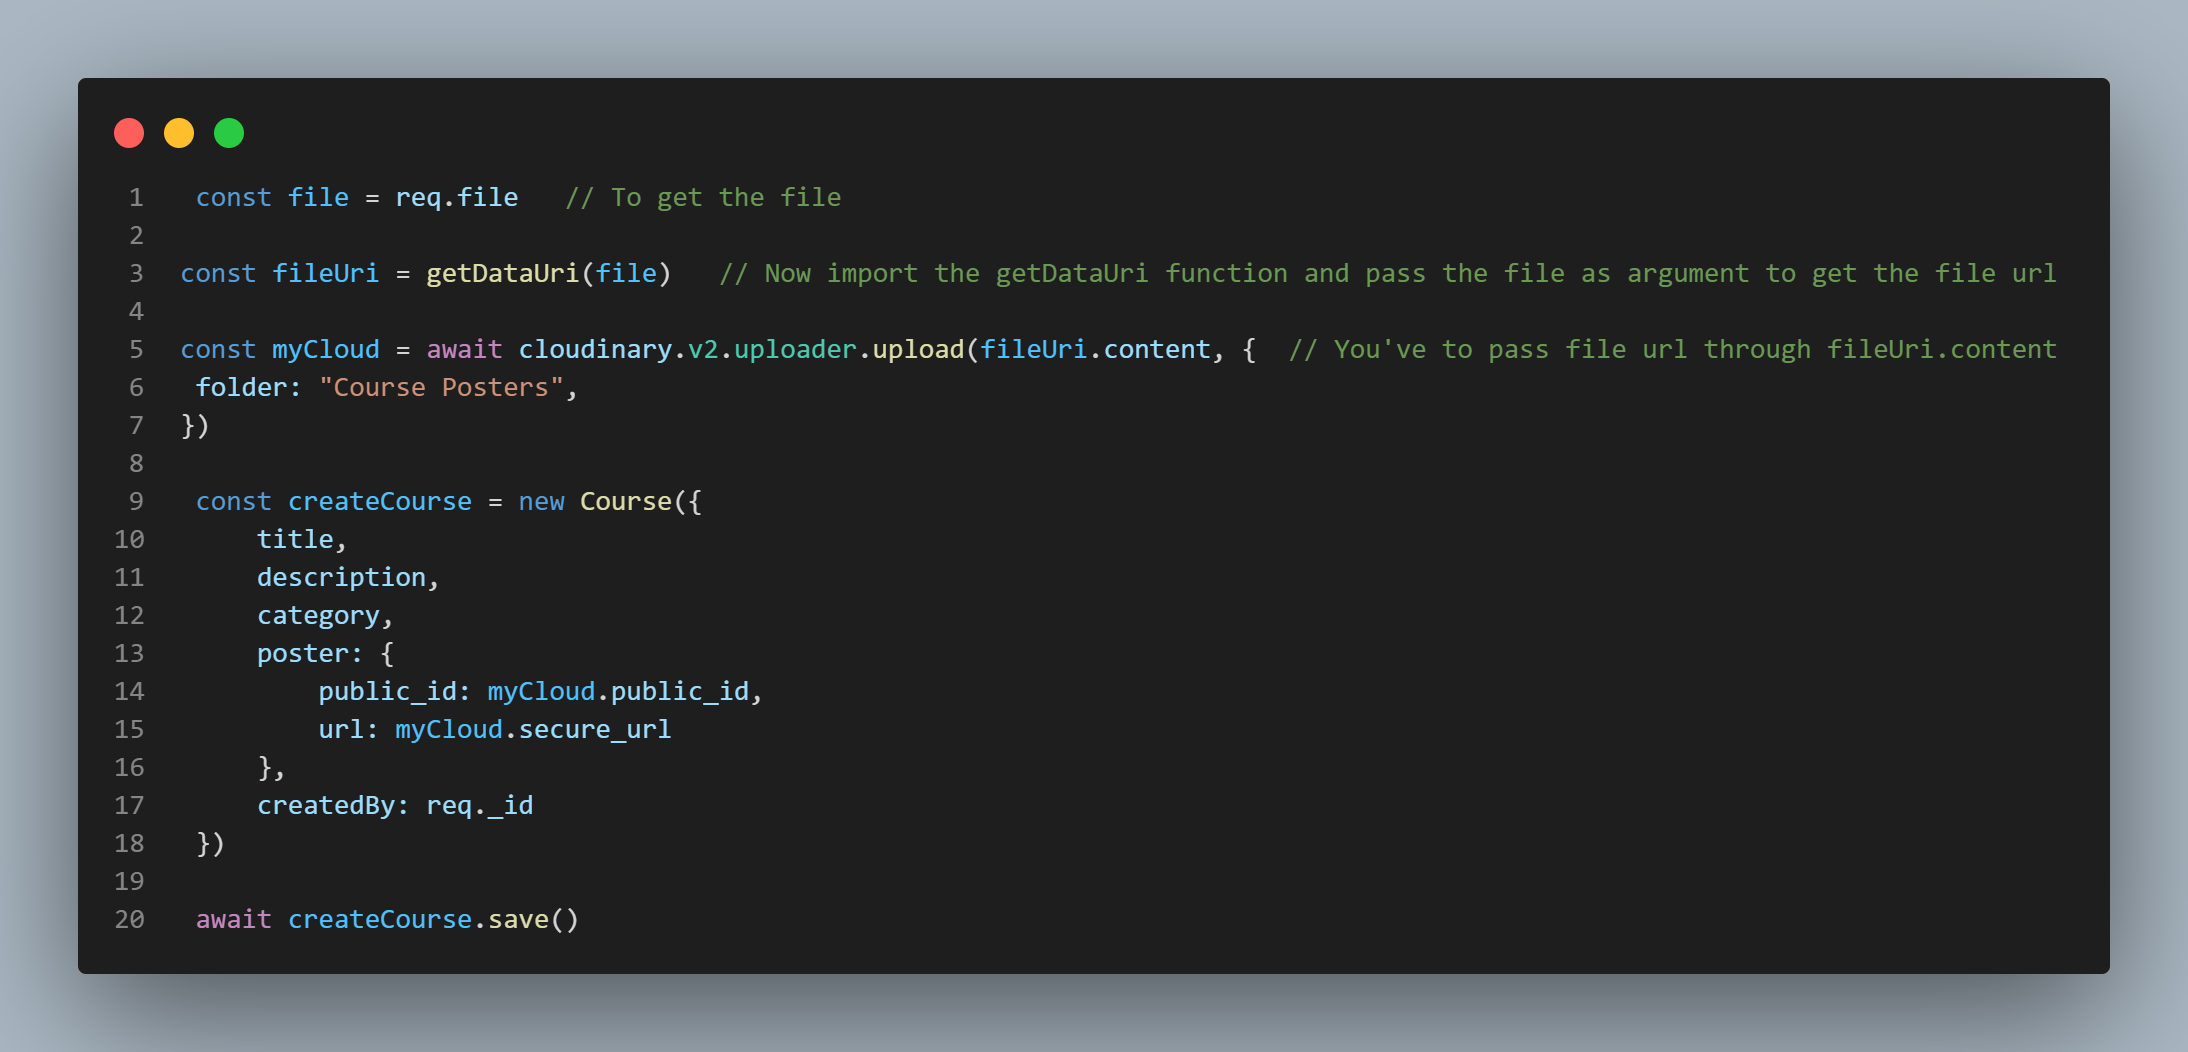 1 const file = req.file // To get the file
2
3 const fileUri = getDataUri(file) // Now import the getDataUri function and pass the file as argument to get the file url
4
5 const myCloud = await cloudinary.v2.uploader.upload(fileUri.content, { // You've to pass file url through fileUri.content
6 folder: "Course Posters",
7 })
8
9 const createCourse = new Course({
10 title,
11 description,
12 category,
13 poster: {
14 public_id: myCloud.public_id,
15 url: myCloud.secure_url
16 },
17 createdBy: req._id
18 })
19
20 await createCourse.save()